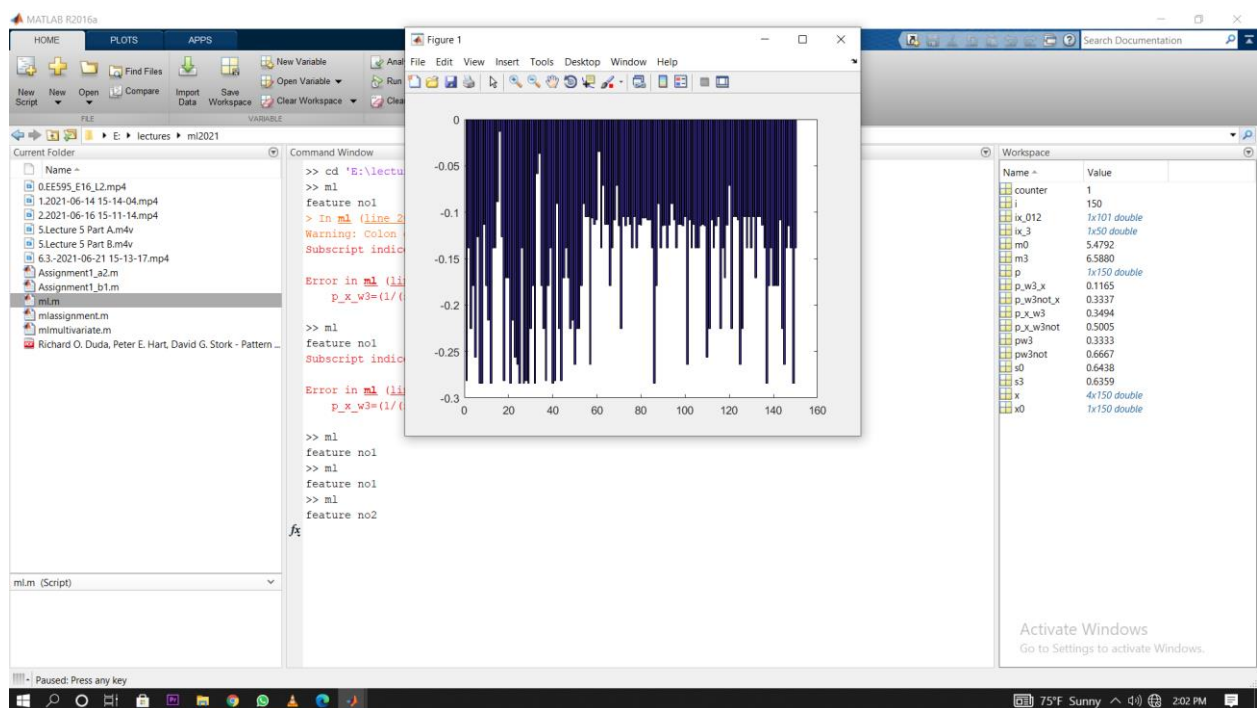 MATLAB R2016a
HOME PLOTS APPS
Search Documentation
New Script
New
Open
Find Files
Compare
Import Data
Save Workspace
New Variable
Open Variable
Clear Workspace
Anal
Run
Clea
FILE
VARIABLE
E: lectures ml2021
Current Folder
Name
0.EE595_E16_L2.mp4
1.2021-06-14 15-14-04.mp4
2.2021-06-16 15-11-14.mp4
5.Lecture 5 Part A.m4v
5.Lecture 5 Part B.m4v
6.3.-2021-06-21 15-13-17.mp4
Assignment1_a2.m
Assignment1_b1.m
ml.m
mlassignment.m
mlmultivariate.m
Richard O. Duda, Peter E. Hart, David G. Stork - Pattern ...
ml.m (Script)
Command Window
>> cd 'E:\lectu
>> ml
feature no1
> In ml (line 2
Warning: Colon
Subscript indic
Error in ml (li
p_x_w3=(1/(
>> ml
feature no1
Subscript indic
Error in ml (li
p_x_w3=(1/(
>> ml
feature no1
>> ml
feature no1
>> ml
feature no2
fx
Figure 1
File Edit View Insert Tools Desktop Window Help
0
-0.05
-0.1
-0.15
-0.2
-0.25
-0.3
0 20 40 60 80 100 120 140 160
Workspace
Name Value
counter 1
i 150
ix_012 1x101 double
ix_3 1x50 double
m0 5.4792
m3 6.5880
p 1x150 double
p_w3_x 0.1165
p_w3not_x 0.3337
p_x_w3 0.3494
p_x_w3not 0.5005
pw3 0.3333
pw3not 0.6667
s0 0.6438
s3 0.6359
x 4x150 double
x0 1x150 double
Activate Windows
Go to Settings to activate Windows.
Paused: Press any key
75°F Sunny 2:02 PM